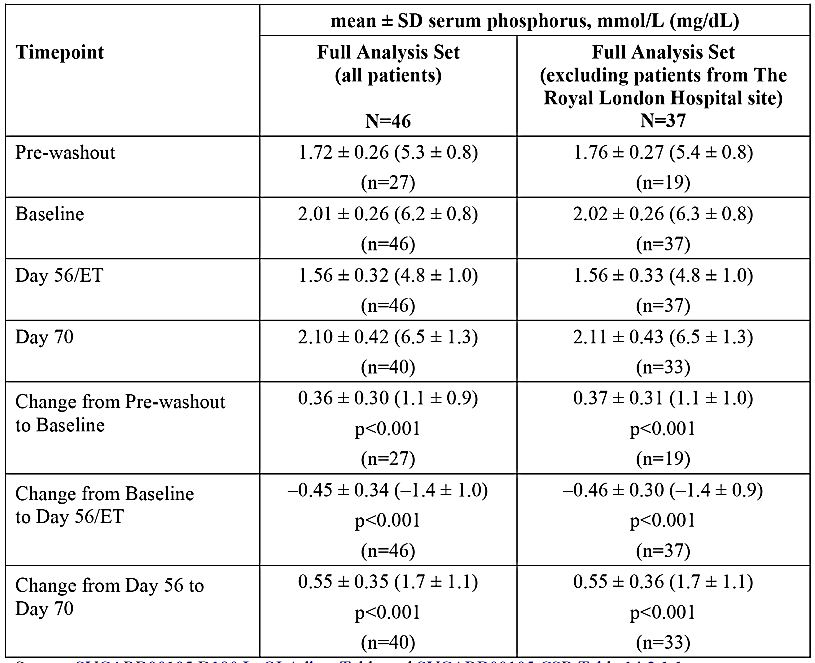 mean ± SD serum phosphorus, mmol/L (mg/dL)
Timepoint
Full Analysis Set
(all patients)
N=46
Full Analysis Set
(excluding patients from The
Royal London Hospital site)
N=37
Pre-washout
1.72 ± 0.26 (5.3 ± 0.8)
(n=27)
1.76 ± 0.27 (5.4 ± 0.8)
(n=19)
Baseline
2.01 ± 0.26 (6.2 ± 0.8)
(n=46)
2.02 ± 0.26 (6.3 ± 0.8)
(n=37)
Day 56/ET
1.56 ± 0.32 (4.8 ± 1.0)
(n=46)
1.56 ± 0.33 (4.8 ± 1.0)
(n=37)
Day 70
2.10 ± 0.42 (6.5 ± 1.3)
(n=40)
2.11 ± 0.43 (6.5 ± 1.3)
(n=33)
Change from Pre-washout
to Baseline
0.36 ± 0.30 (1.1 ± 0.9)
p<0.001
(n=27)
0.37 ± 0.31 (1.1 ± 1.0)
p<0.001
(n=19)
Change from Baseline
to Day 56/ET
–0.45 ± 0.34 (–1.4 ± 1.0)
p<0.001
(n=46)
–0.46 ± 0.30 (–1.4 ± 0.9)
p<0.001
(n=37)
Change from Day 56 to
Day 70
0.55 ± 0.35 (1.7 ± 1.1)
p<0.001
(n=40)
0.55 ± 0.36 (1.7 ± 1.1)
p<0.001
(n=33)